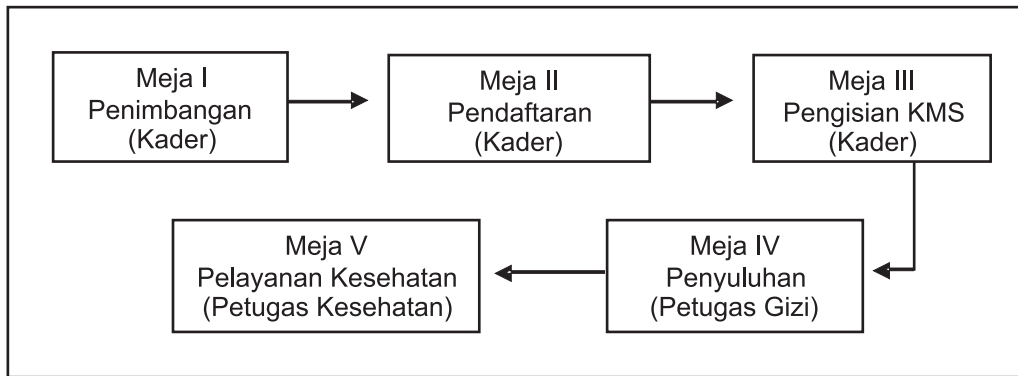 Meja I
Penimbangan
(Kader)
Meja II
Pendaftaran
(Kader)
Meja III
Pengisian KMS
(Kader)
Meja IV
Penyuluhan
(Petugas Gizi)
Meja V
Pelayanan Kesehatan
(Petugas Kesehatan)